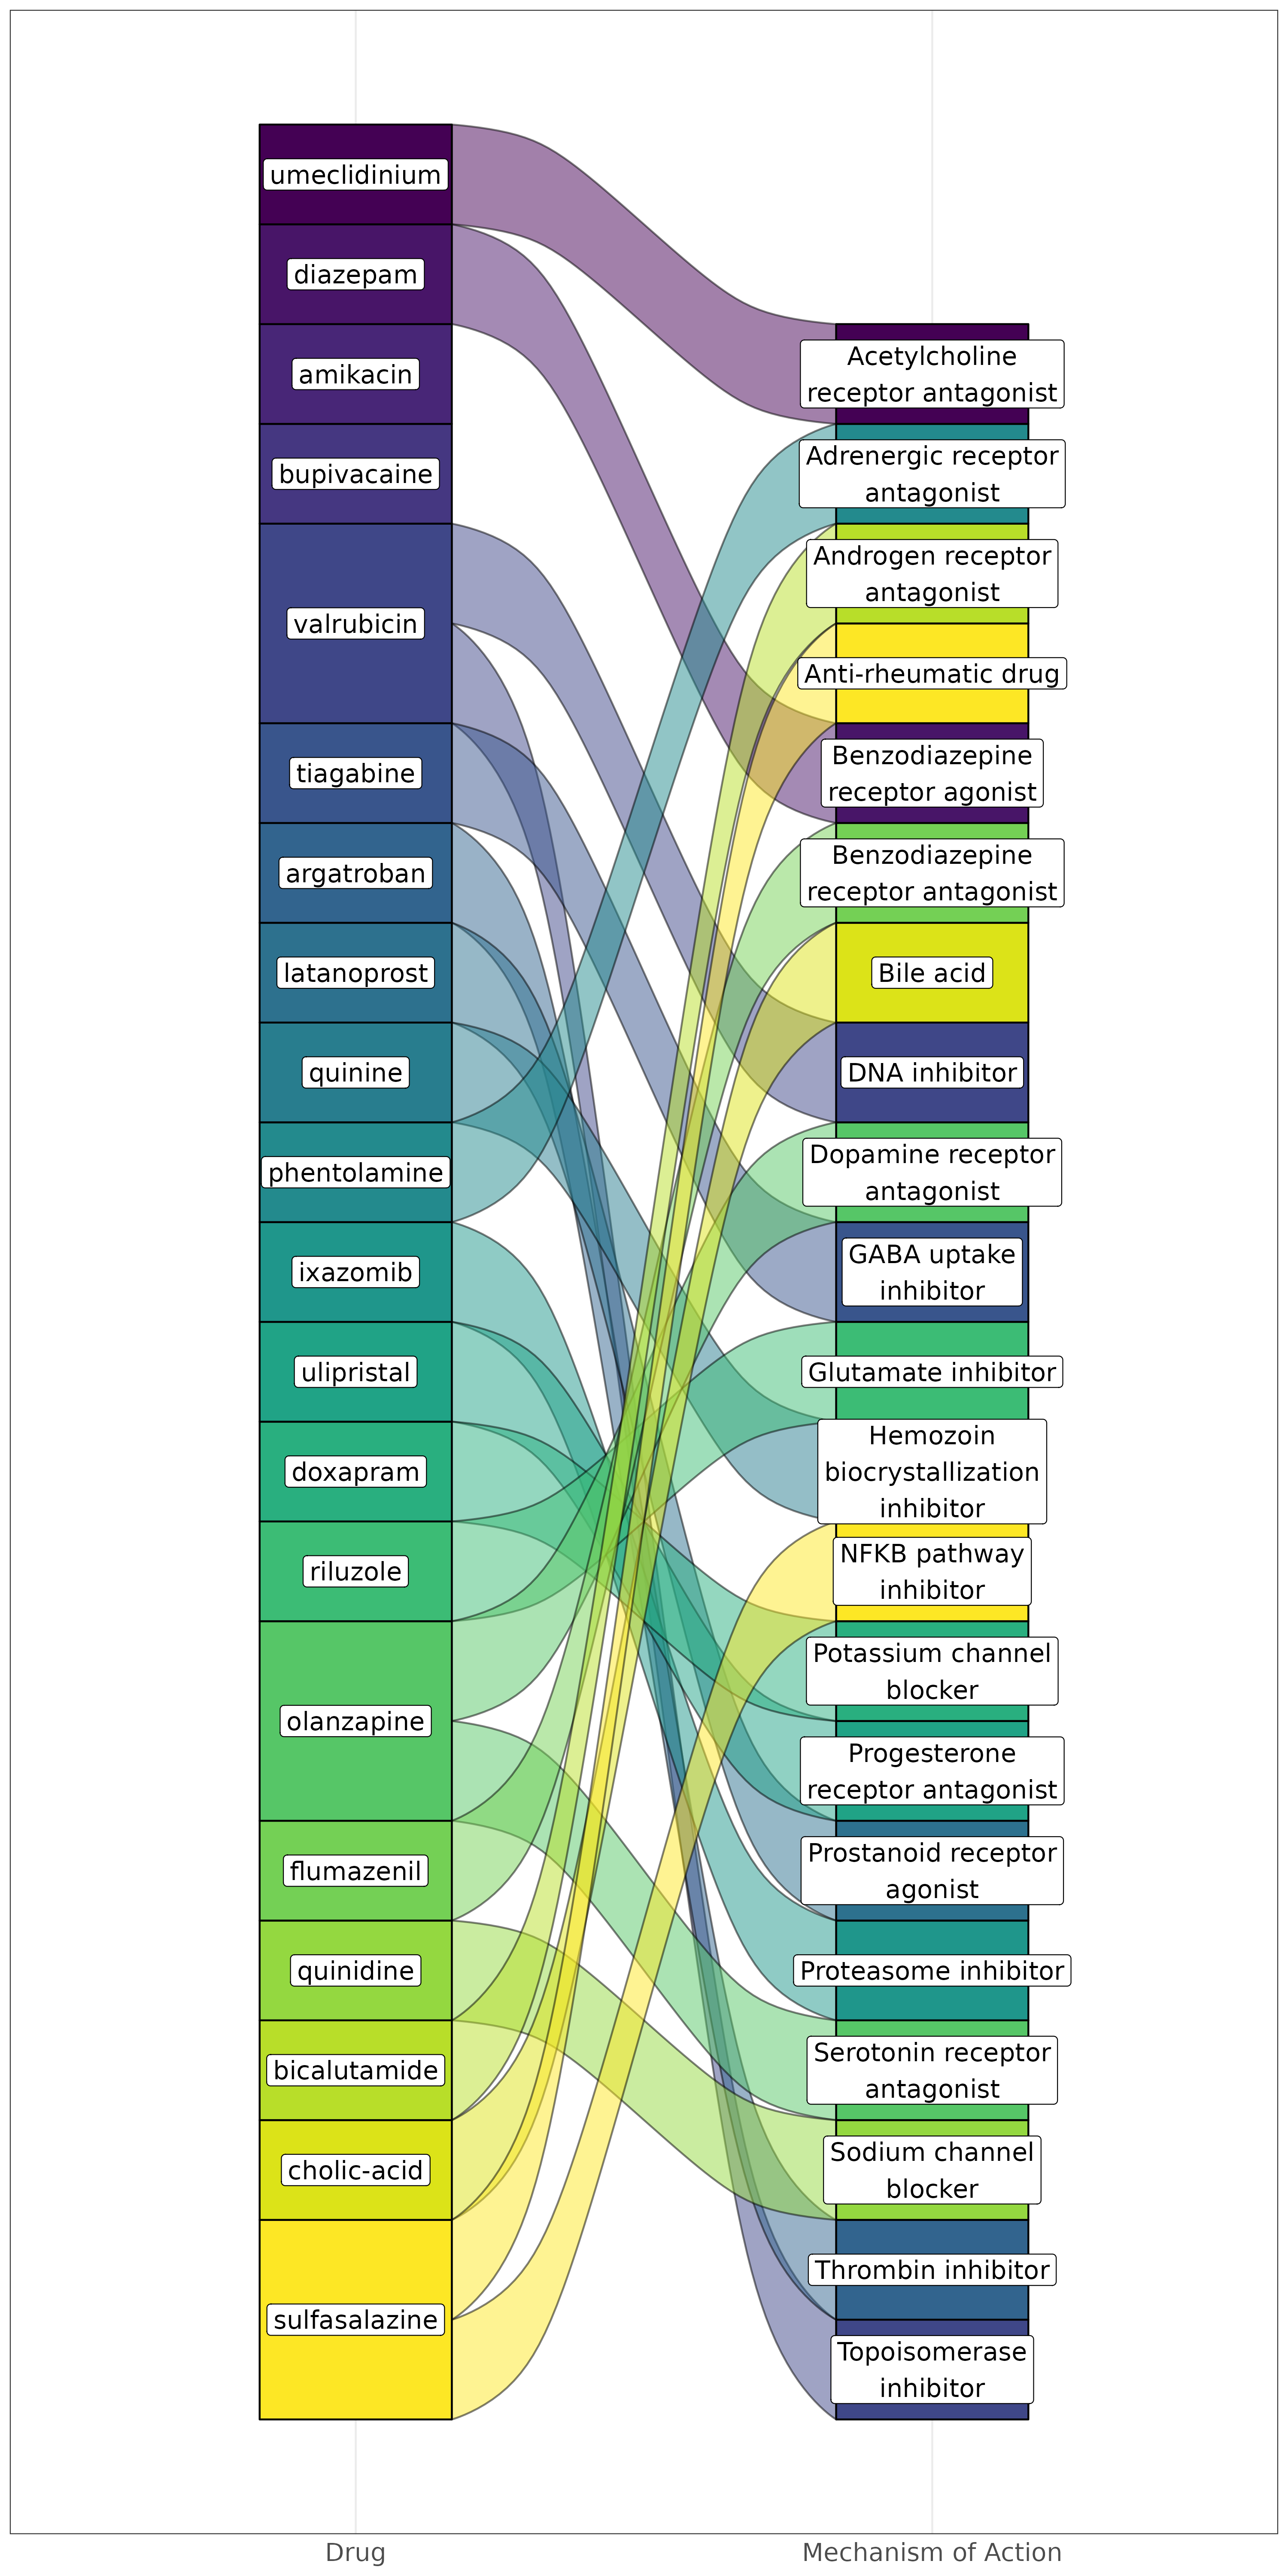 umeclidinium
diazepam
amikacin
bupivacaine
valrubicin
tiagabine
argatroban
latanoprost
quinine
phentolamine
ixazomib
ulipristal
doxapram
riluzole
olanzapine
flumazenil
quinidine
bicalutamide
cholic-acid
sulfasalazine
Acetylcholine
receptor antagonist
Adrenergic receptor
antagonist
Androgen receptor
antagonist
Anti-rheumatic drug
Benzodiazepine
receptor agonist
Benzodiazepine
receptor antagonist
Bile acid
DNA inhibitor
Dopamine receptor
antagonist
GABA uptake
inhibitor
Glutamate inhibitor
Hemozoin
biocrystallization
inhibitor
NFKB pathway
inhibitor
Potassium channel
blocker
Progesterone
receptor antagonist
Prostanoid receptor
agonist
Proteasome inhibitor
Serotonin receptor
antagonist
Sodium channel
blocker
Thrombin inhibitor
Topoisomerase
inhibitor
Drug
Mechanism of Action